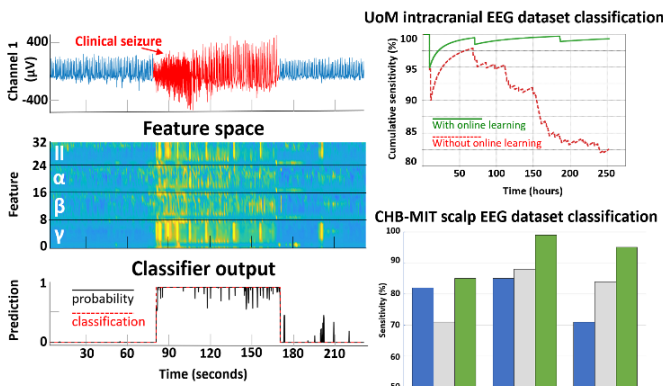 Channel 1
(µV)
400
0
-400
Clinical seizure
Feature space
Feature
32
24
16
8
0
II
α
β
γ
Classifier output
Prediction
1
0
probability
classification
30
60
90
120
150
180
210
Time (seconds)
UoM intracranial EEG dataset classification
Cumulative sensitivity (%)
100
95
90
85
80
With online learning
Without online learning
0
50
100
150
200
250
Time (hours)
CHB-MIT scalp EEG dataset classification
Sensitivity (%)
100
90
80
70
60
50